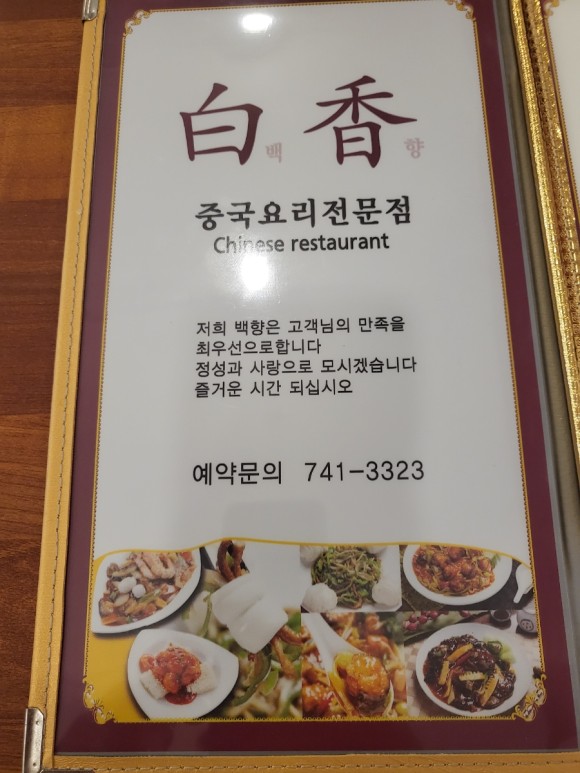 白백 香향
중국요리전문점
Chinese restaurant
저희 백향은 고객님의 만족을
최우선으로합니다
정성과 사랑으로 모시겠습니다
즐거운 시간 되십시오
예약문의 741-3323